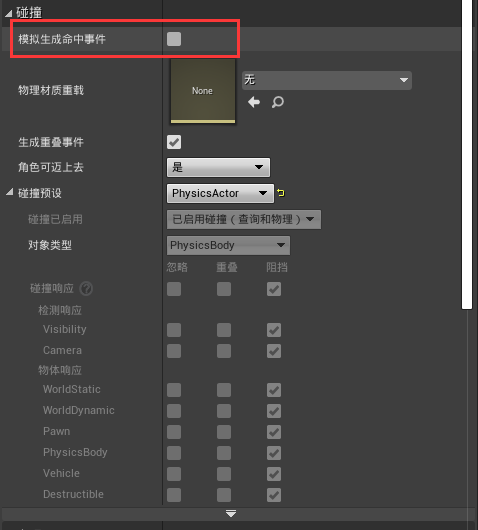 碰撞
模拟生成命中事件
None
无
物理材质重载
生成重叠事件
角色可迈上去 是
碰撞预设 PhysicsActor
碰撞已启用 已启用碰撞（查询和物理）
对象类型 PhysicsBody
忽略 重叠 阻挡
碰撞响应 ?
检测响应
Visibility
Camera
物体响应
WorldStatic
WorldDynamic
Pawn
PhysicsBody
Vehicle
Destructible